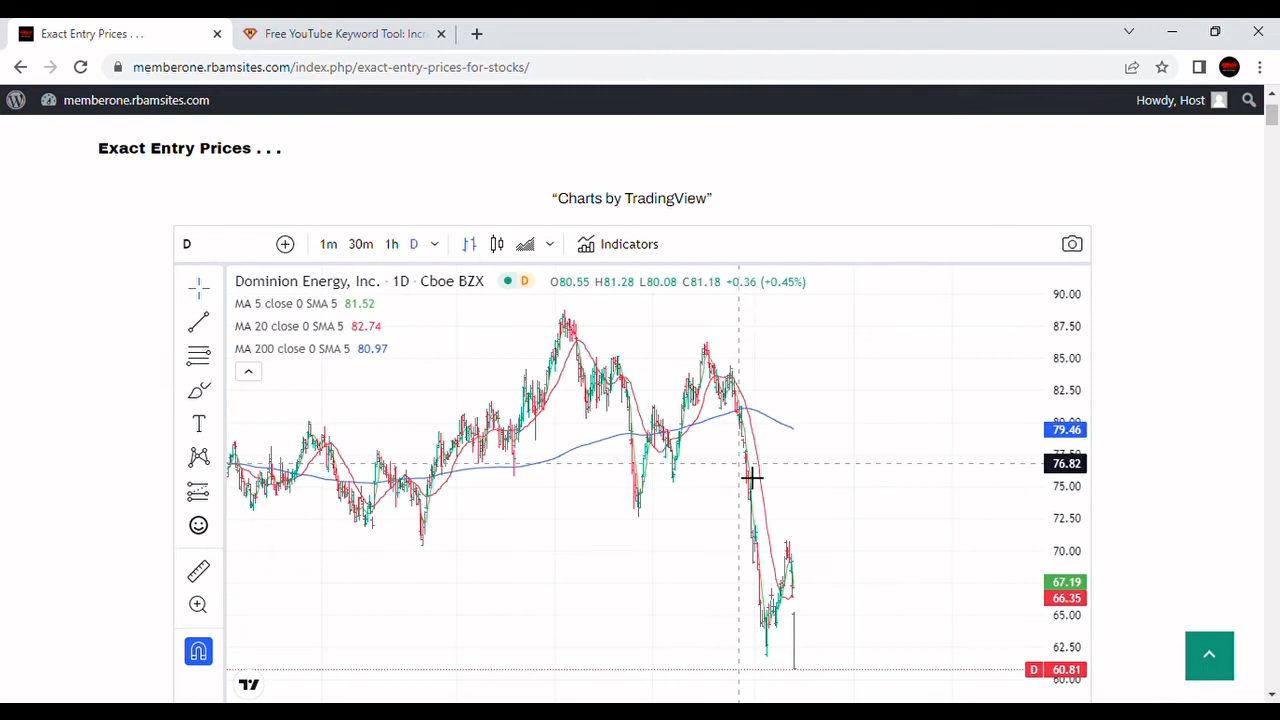 Exact Entry Prices . . .
Free YouTube Keyword Tool: Incr
memberone.rbamsites.com/index.php/exact-entry-prices-for-stocks/
memberone.rbamsites.com
Howdy, Host
Exact Entry Prices . . .
“Charts by TradingView”
D 1m 30m 1h D Indicators
Dominion Energy, Inc. · 1D · Cboe BZX D O80.55 H81.28 L80.08 C81.18 +0.36 (+0.45%)
MA 5 close 0 SMA 5 81.52
MA 20 close 0 SMA 5 82.74
MA 200 close 0 SMA 5 80.97
90.00
87.50
85.00
82.50
79.46
76.82
75.00
72.50
70.00
67.19
66.35
65.00
62.50
D 60.81
60.00